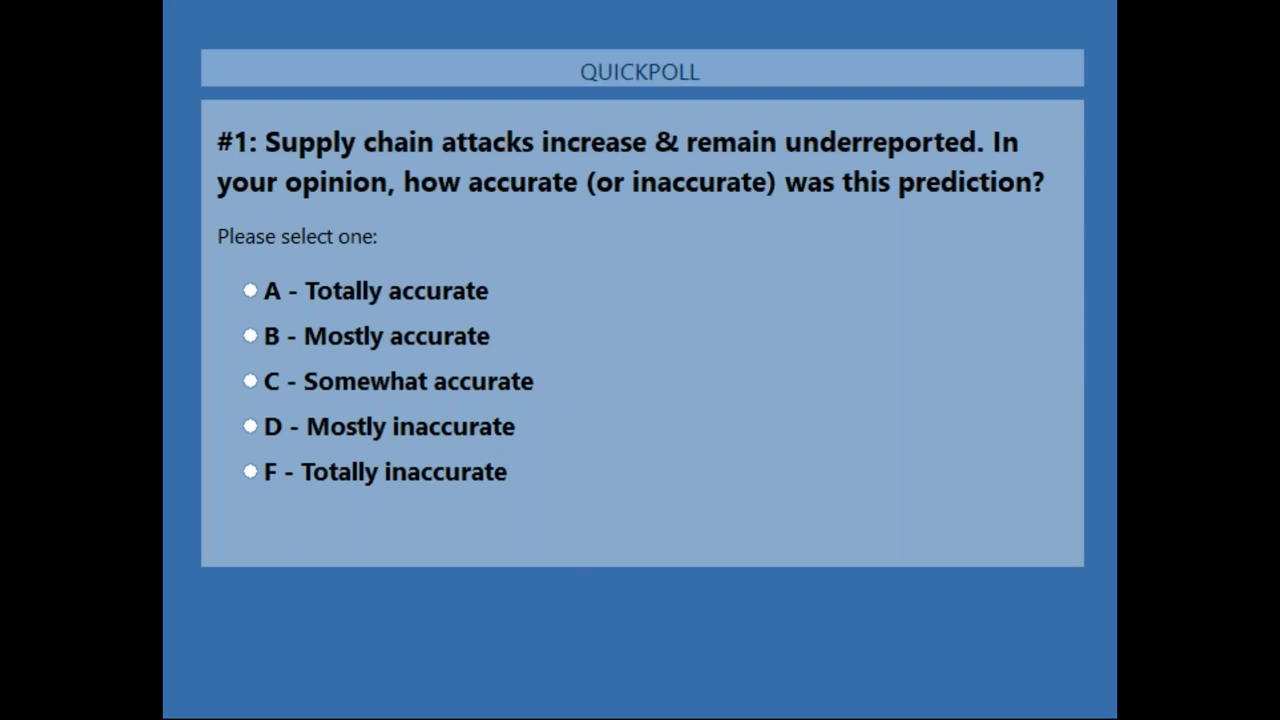 QUICKPOLL
#1: Supply chain attacks increase & remain underreported. In
your opinion, how accurate (or inaccurate) was this prediction?
Please select one:
A - Totally accurate
B - Mostly accurate
C - Somewhat accurate
D - Mostly inaccurate
F - Totally inaccurate